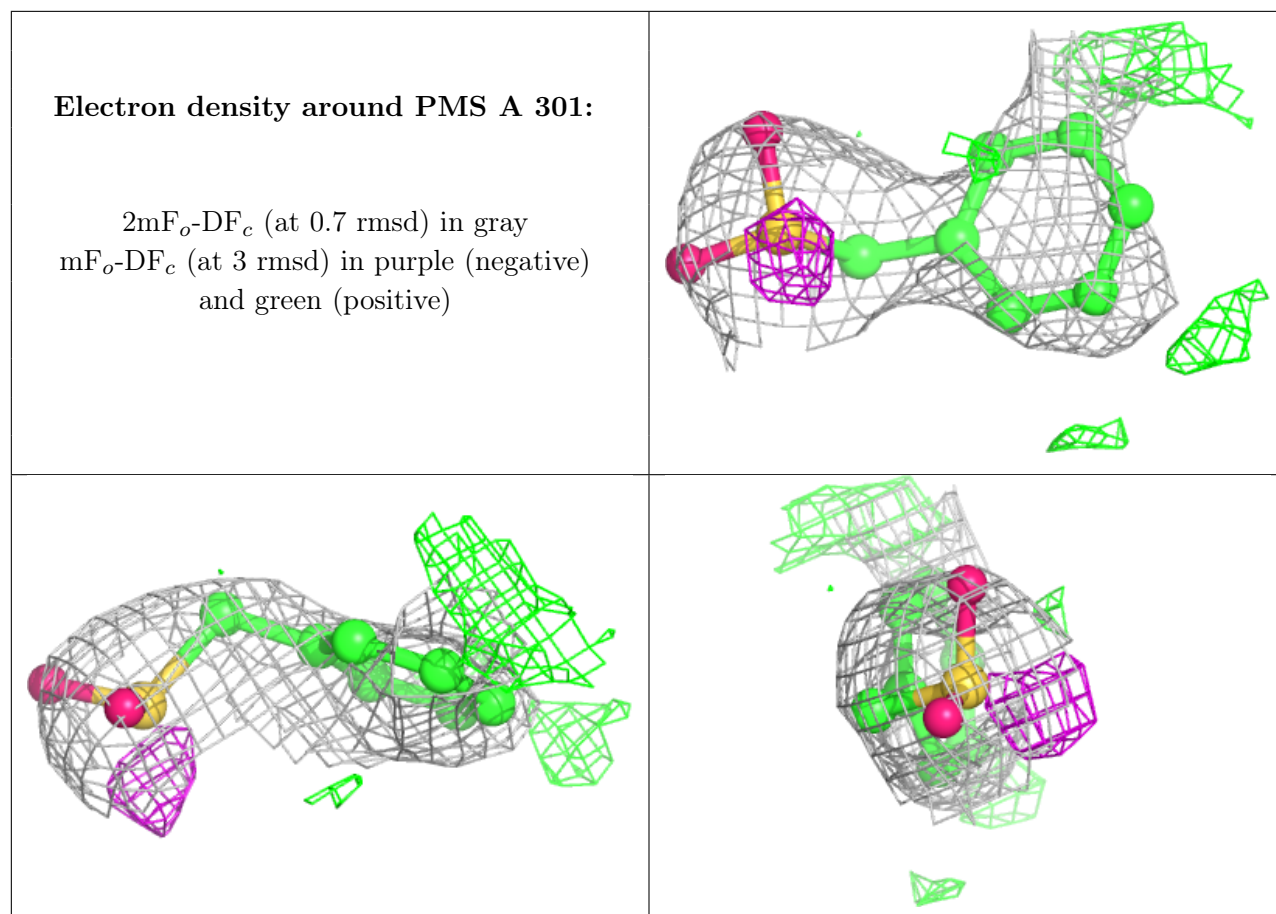 Electron density around PMS A 301:
2mFₒ-DF𝒸 (at 0.7 rmsd) in gray
mFₒ-DF𝒸 (at 3 rmsd) in purple (negative)
and green (positive)